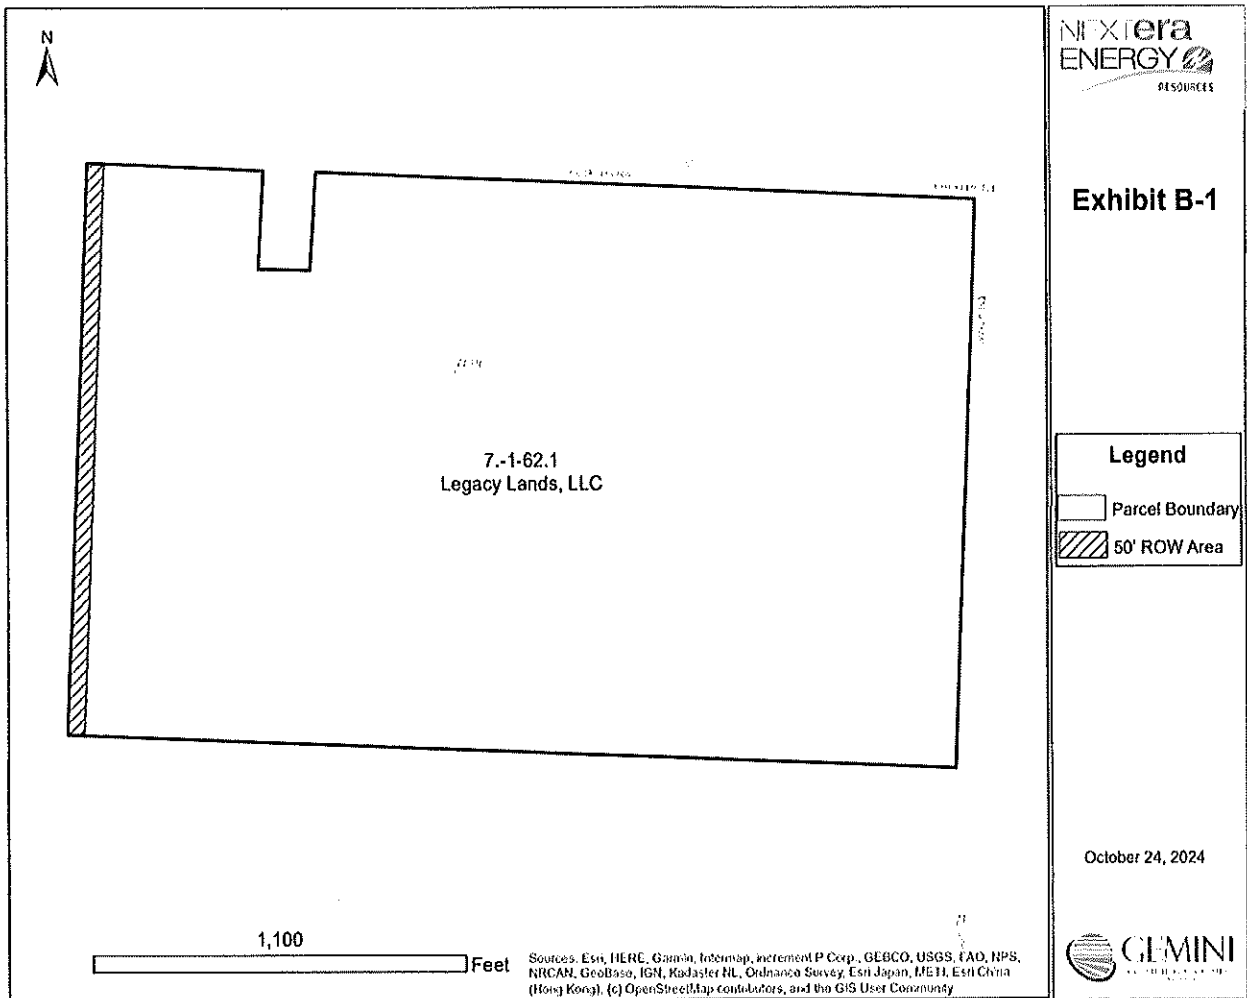 N
NEXTera
ENERGY
RESOURCES
Exhibit B-1
7.-1-62.1
Legacy Lands, LLC
Legend
Parcel Boundary
50' ROW Area
October 24, 2024
1,100
Feet
Sources: Esri, HERE, Garmin, Intermap, increment P Corp., GEBCO, USGS, FAO, NPS,
NRCAN, GeoBase, IGN, Kadaster NL, Ordnance Survey, Esri Japan, METI, Esri China
(Hong Kong), (c) OpenStreetMap contributors, and the GIS User Community
GEMINI